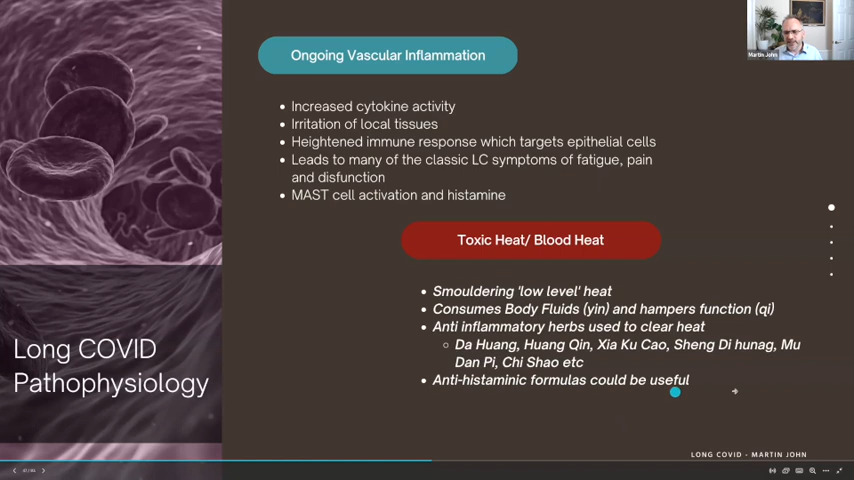 Martin John
Ongoing Vascular Inflammation
Increased cytokine activity
Irritation of local tissues
Heightened immune response which targets epithelial cells
Leads to many of the classic LC symptoms of fatigue, pain
and disfunction
MAST cell activation and histamine
Toxic Heat/ Blood Heat
Smouldering 'low level' heat
Consumes Body Fluids (yin) and hampers function (qi)
Anti inflammatory herbs used to clear heat
Da Huang, Huang Qin, Xia Ku Cao, Sheng Di hunag, Mu
Dan Pi, Chi Shao etc
Anti-histaminic formulas could be useful
Long COVID
Pathophysiology
LONG COVID - MARTIN JOHN